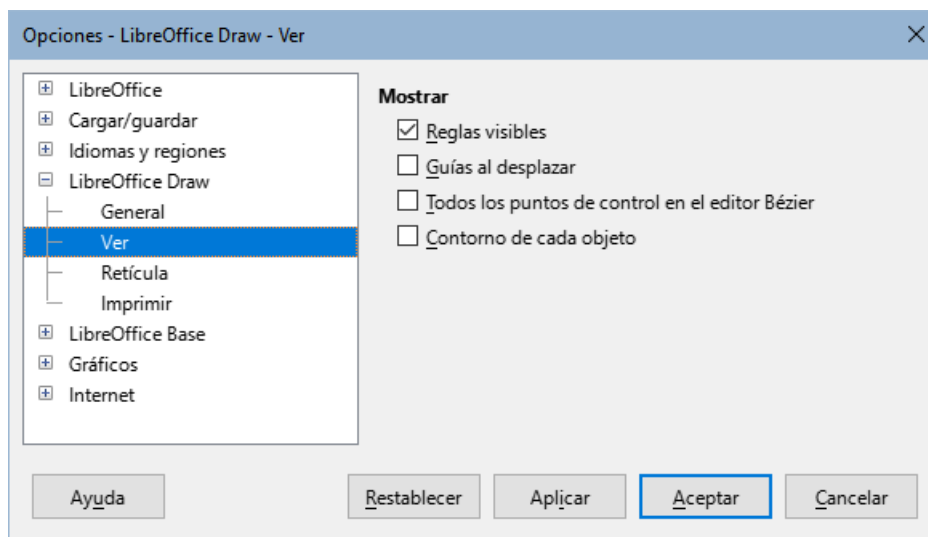 Opciones - LibreOffice Draw - Ver
LibreOffice
Cargar/guardar
Idiomas y regiones
LibreOffice Draw
General
Ver
Retícula
Imprimir
LibreOffice Base
Gráficos
Internet
Mostrar
Reglas visibles
Guías al desplazar
Todos los puntos de control en el editor Bézier
Contorno de cada objeto
Ayuda
Restablecer
Aplicar
Aceptar
Cancelar